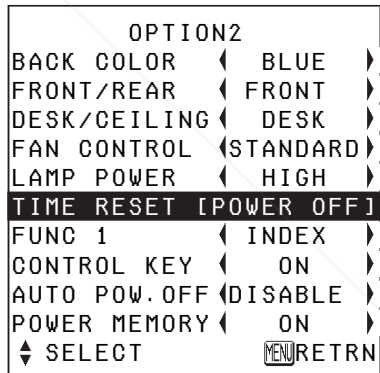 OPTION2
BACK COLOR BLUE
FRONT/REAR FRONT
DESK/CEILING DESK
FAN CONTROL STANDARD
LAMP POWER HIGH
TIME RESET [POWER OFF]
FUNC 1 INDEX
CONTROL KEY ON
AUTO POW.OFF DISABLE
POWER MEMORY ON
SELECT MENU RETRN